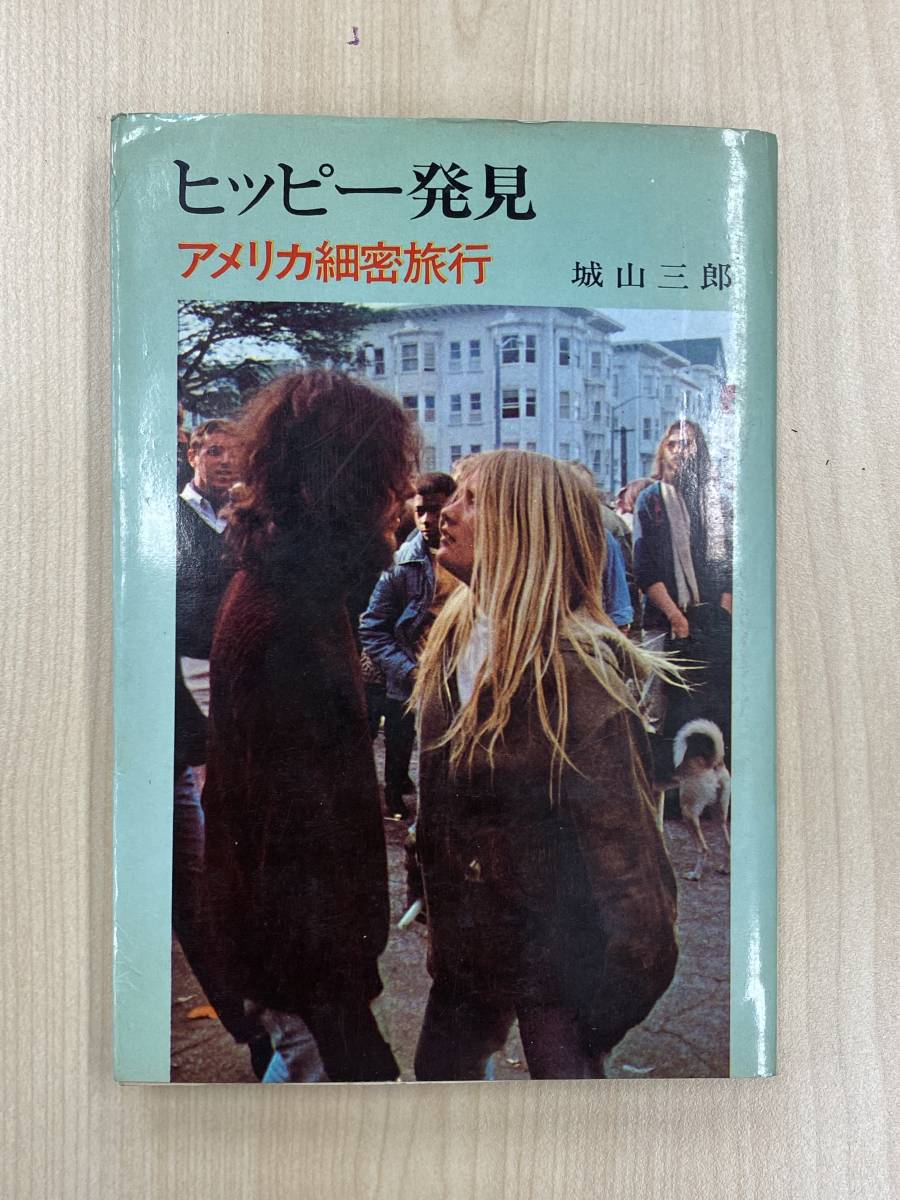 ヒッピー発見
アメリカ細密旅行
城山三郎